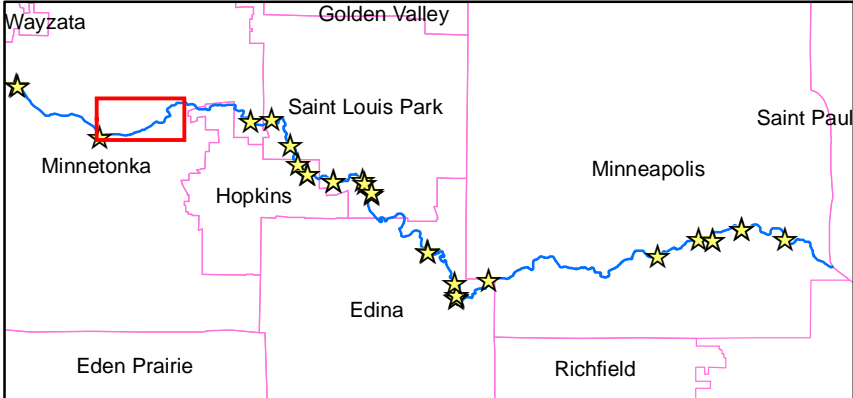 Wayzata
Golden Valley
Saint Louis Park
Saint Paul
Minnetonka
Minneapolis
Hopkins
Edina
Eden Prairie
Richfield